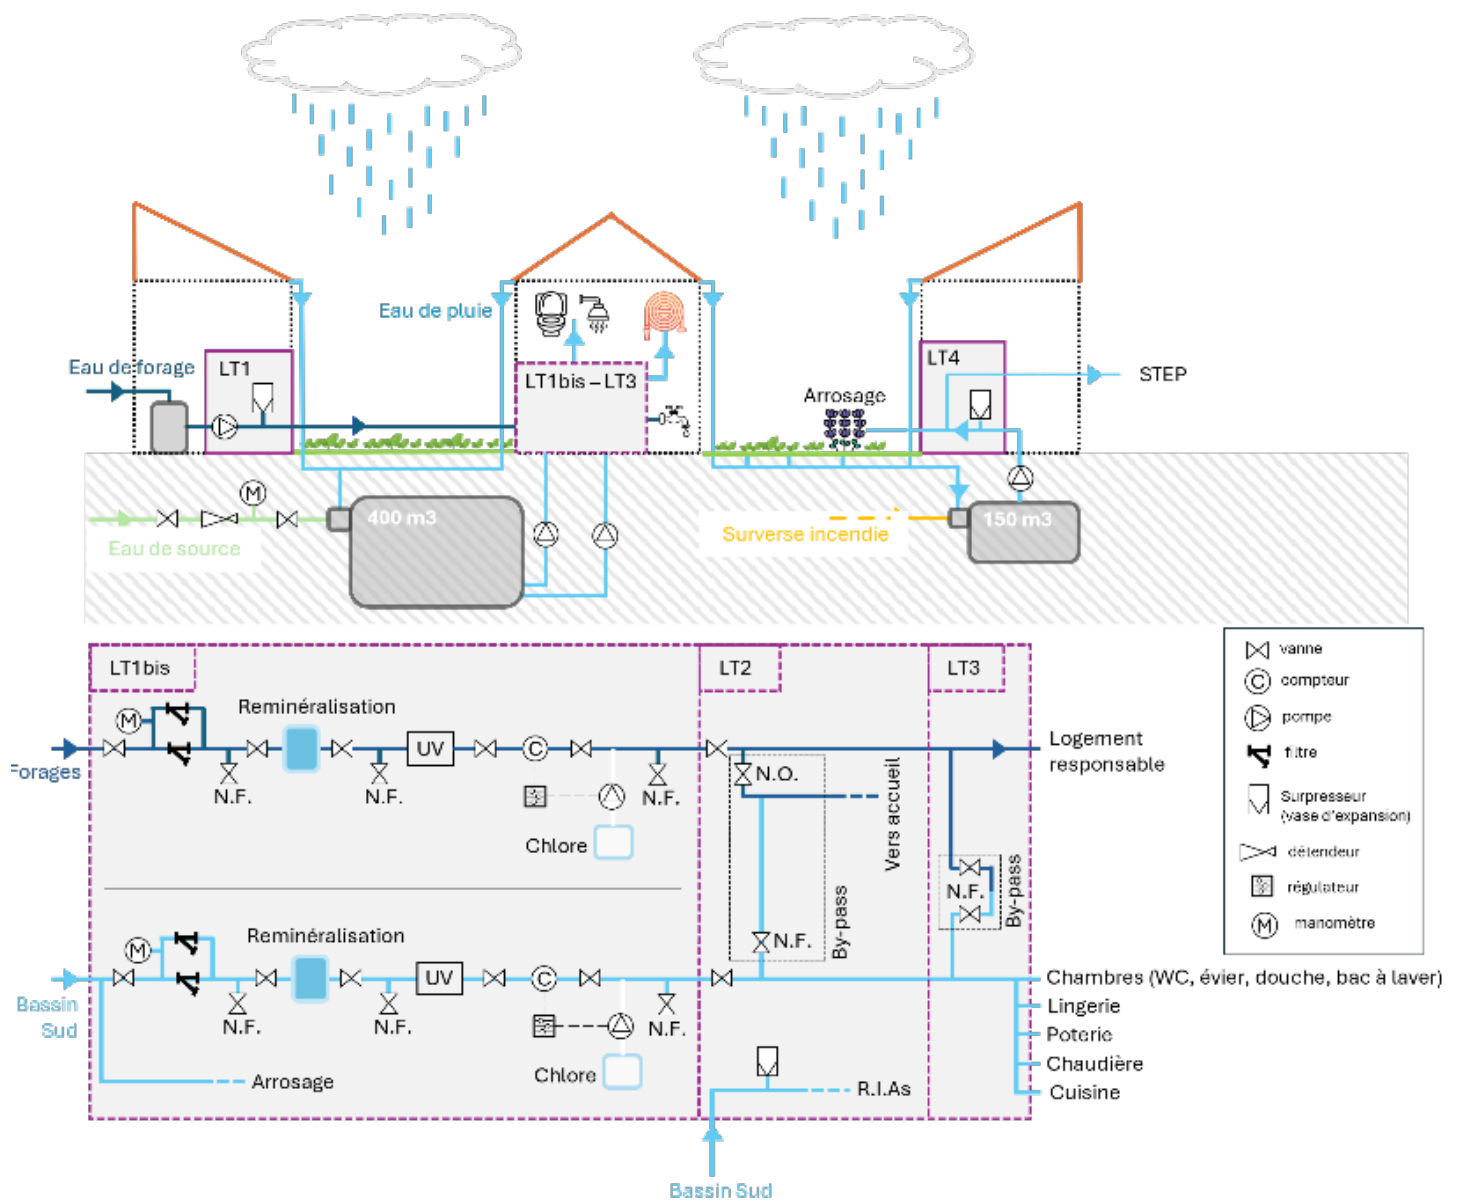 Eau de pluie
Eau de forage
LT1
LT1bis – LT3
Arrosage
LT4
STEP
M
400 m3
Eau de source
Surverse incendie
150 m3
LT1bis
LT2
LT3
vanne
C
compteur
pompe
filtre
Surpresseur
(vase d'expansion)
détendeur
régulateur
M
manomètre
M
Reminéralisation
UV
C
Forages
N.F.
N.F.
N.F.
Chlore
N.O.
Vers accueil
By-pass
N.F.
Logement
responsable
N.F.
By-pass
M
Reminéralisation
UV
C
Bassin
Sud
N.F.
N.F.
N.F.
Chlore
Arrosage
R.I.As
Chambres (WC, évier, douche, bac à laver)
Lingerie
Poterie
Chaudière
Cuisine
Bassin Sud